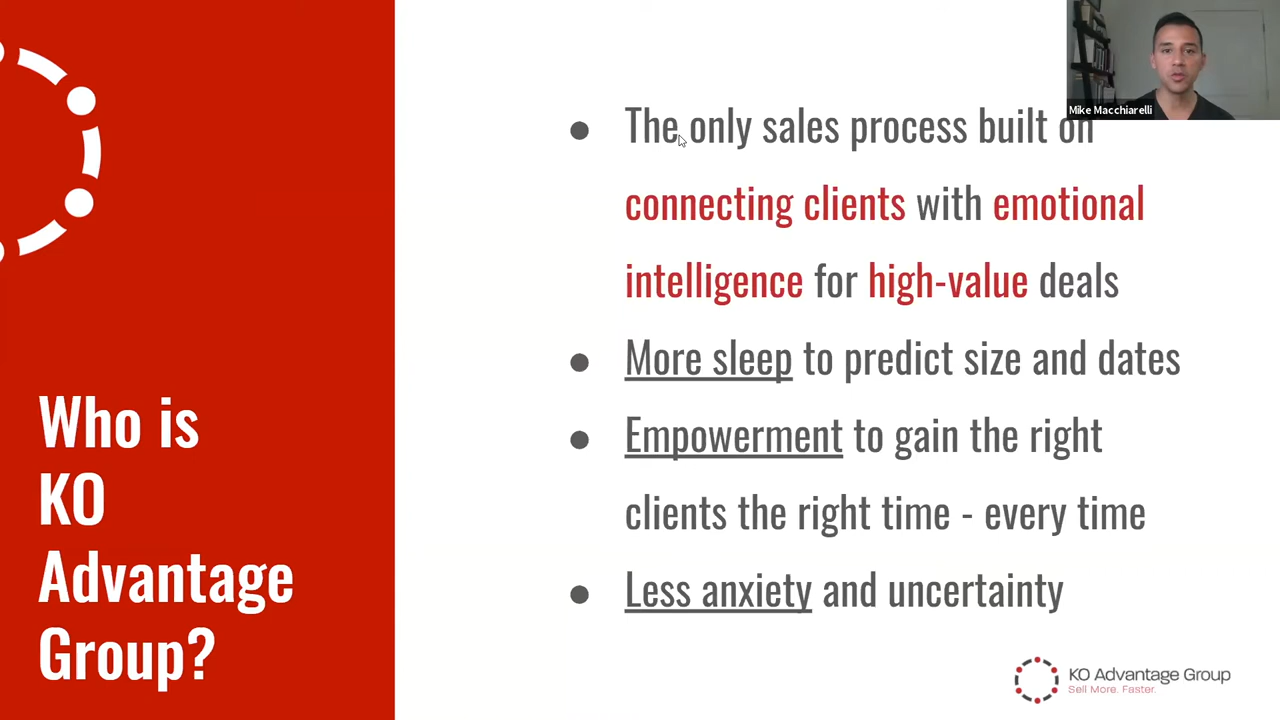 Who is
KO
Advantage
Group?
The only sales process built on
connecting clients with emotional
intelligence for high-value deals
More sleep to predict size and dates
Empowerment to gain the right
clients the right time - every time
Less anxiety and uncertainty
Mike Macchiarelli
KO Advantage Group
Sell More. Faster.